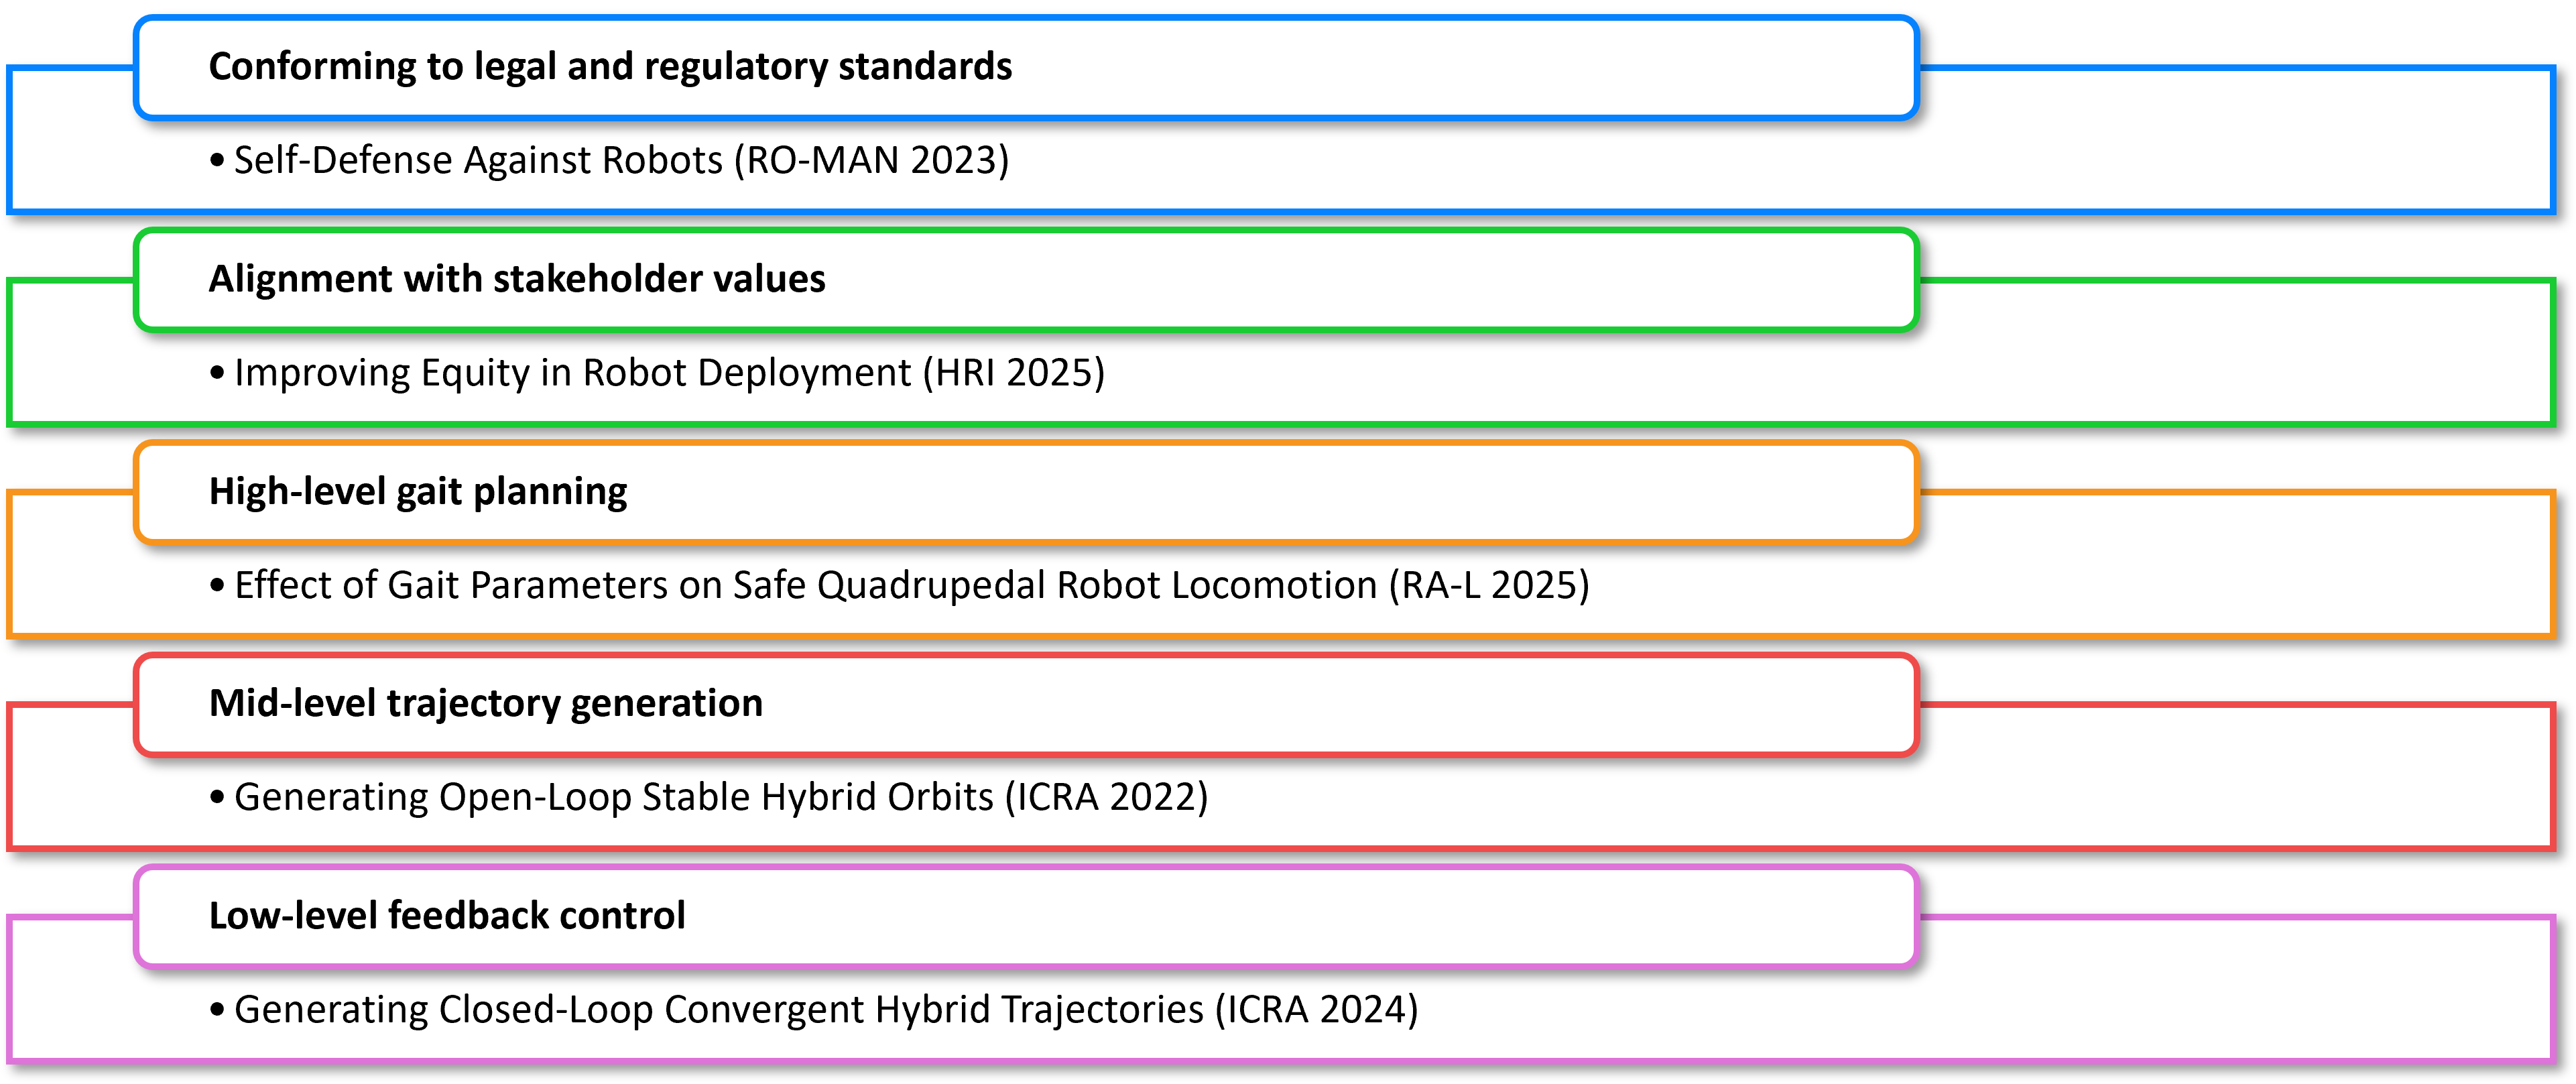 Conforming to legal and regulatory standards
• Self-Defense Against Robots (RO-MAN 2023)
Alignment with stakeholder values
• Improving Equity in Robot Deployment (HRI 2025)
High-level gait planning
• Effect of Gait Parameters on Safe Quadrupedal Robot Locomotion (RA-L 2025)
Mid-level trajectory generation
• Generating Open-Loop Stable Hybrid Orbits (ICRA 2022)
Low-level feedback control
• Generating Closed-Loop Convergent Hybrid Trajectories (ICRA 2024)